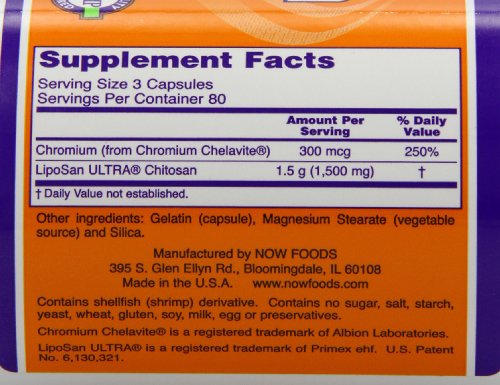 Supplement Facts
Serving Size 3 Capsules
Servings Per Container 80
Amount Per Serving % Daily Value
Chromium (from Chromium Chelavite®) 300 mcg 250%
LipoSan ULTRA® Chitosan 1.5 g (1,500 mg) †
† Daily Value not established.
Other ingredients: Gelatin (capsule), Magnesium Stearate (vegetable
source) and Silica.
Manufactured by NOW FOODS
395 S. Glen Ellyn Rd., Bloomingdale, IL 60108
Made in the U.S.A. www.nowfoods.com
Contains shellfish (shrimp) derivative. Contains no sugar, salt, starch,
yeast, wheat, gluten, soy, milk, egg or preservatives.
Chromium Chelavite® is a registered trademark of Albion Laboratories.
LipoSan ULTRA® is a registered trademark of Primex ehf. U.S. Patent
No. 6,130,321.